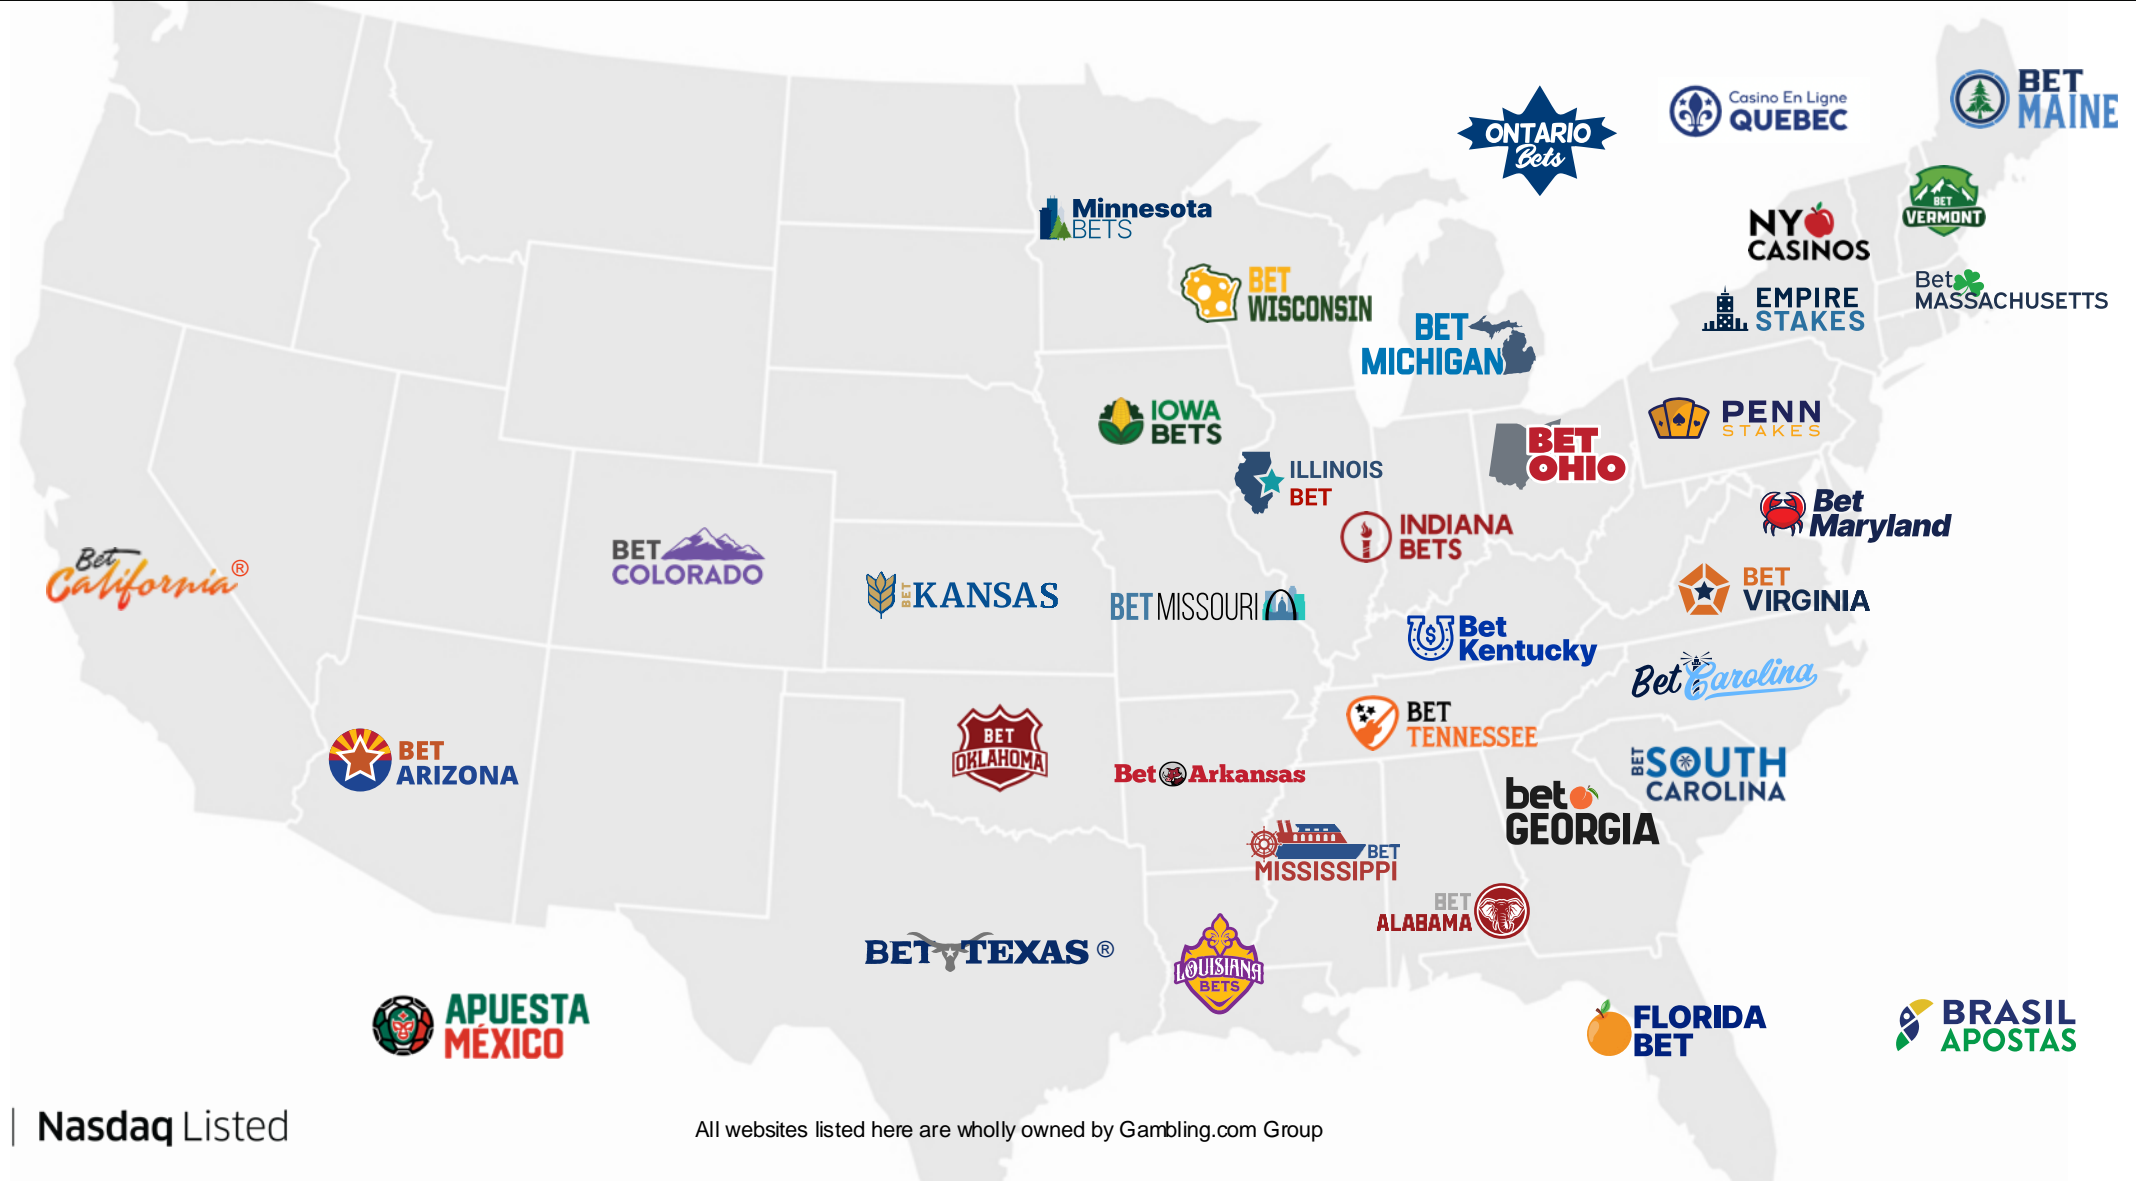 BET
MAINE
Casino En Ligne
QUEBEC
ONTARIO
Bets
BET
VERMONT
Minnesota
BETS
NY
CASINOS
Bet
MASSACHUSETTS
BET
WISCONSIN
EMPIRE
STAKES
BET
MICHIGAN
IOWA
BETS
PENN
STAKES
BET
OHIO
ILLINOIS
BET
Bet
Maryland
INDIANA
BETS
Bet
California®
BET
COLORADO
BET KANSAS
BET MISSOURI
BET
VIRGINIA
$
Bet
Kentucky
Bet Carolina
BET
TENNESSEE
BET
ARIZONA
BET
OKLAHOMA
Bet Arkansas
BET SOUTH
CAROLINA
bet
GEORGIA
BET
MISSISSIPPI
BET
ALABAMA
BET TEXAS ®
LOUISIANA
BETS
APUESTA
MÉXICO
FLORIDA
BET
BRASIL
APOSTAS
| Nasdaq Listed
All websites listed here are wholly owned by Gambling.com Group